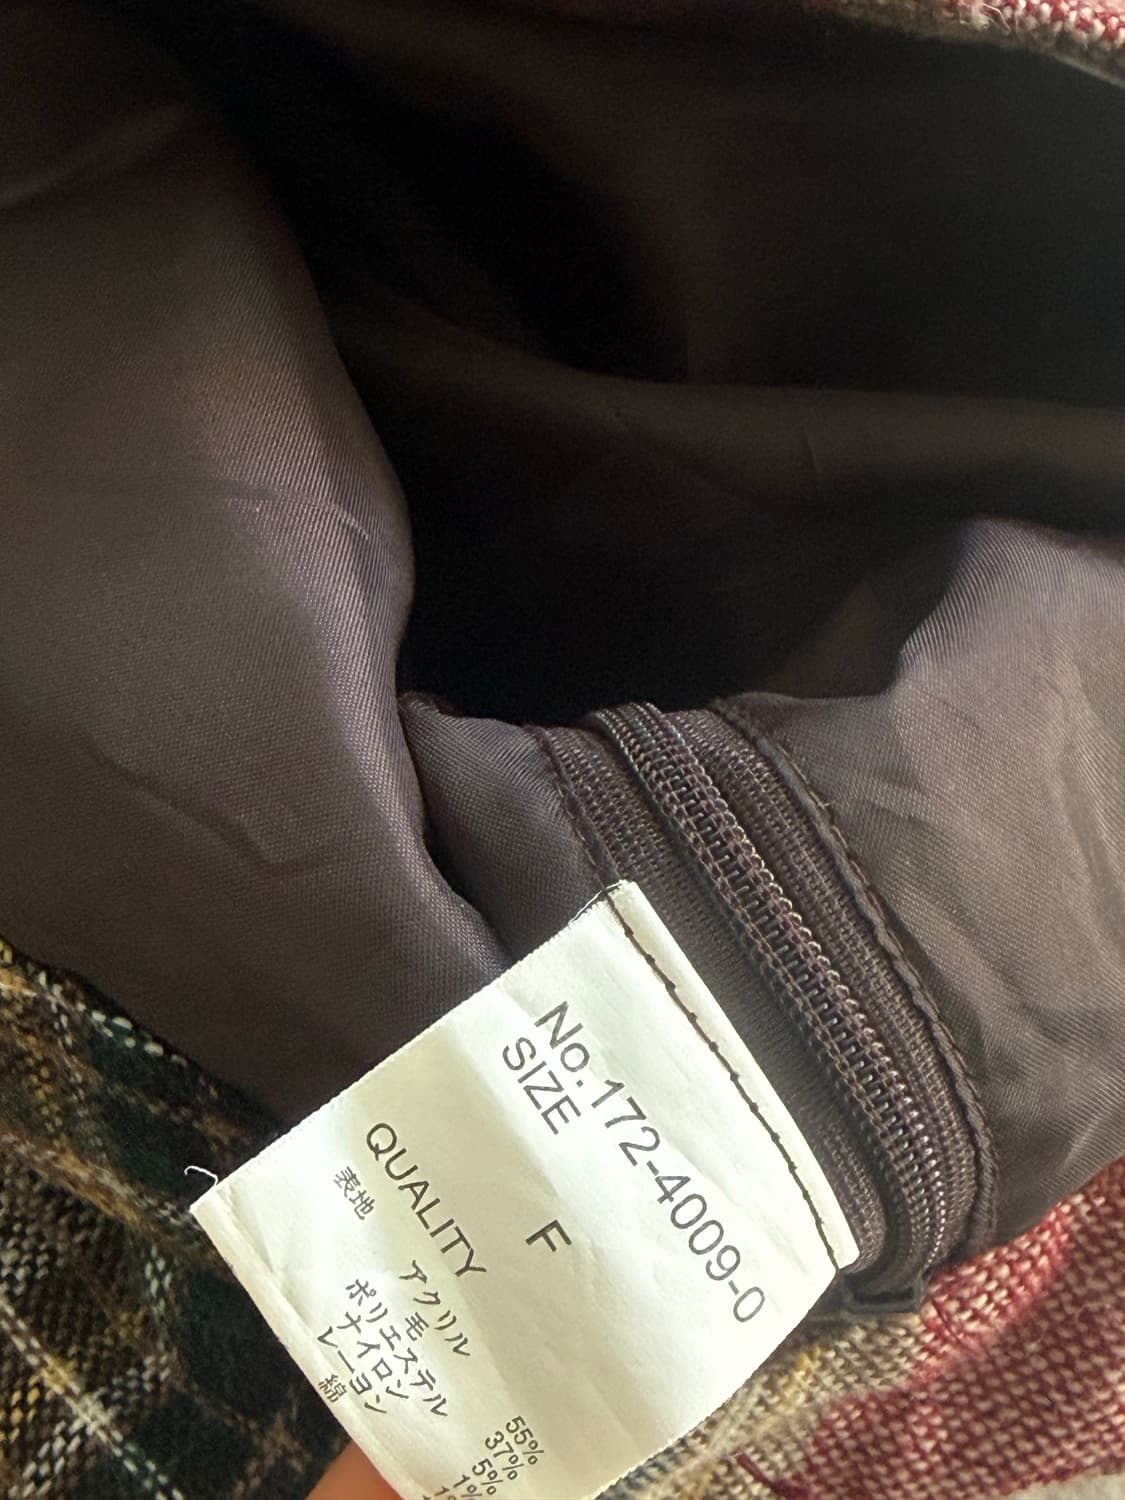 No.172-4009-0
SIZE F
QUALITY
表地
アクリル 55%
毛 37%
ポリエステル 5%
ナイロン 1%
レーヨン
綿